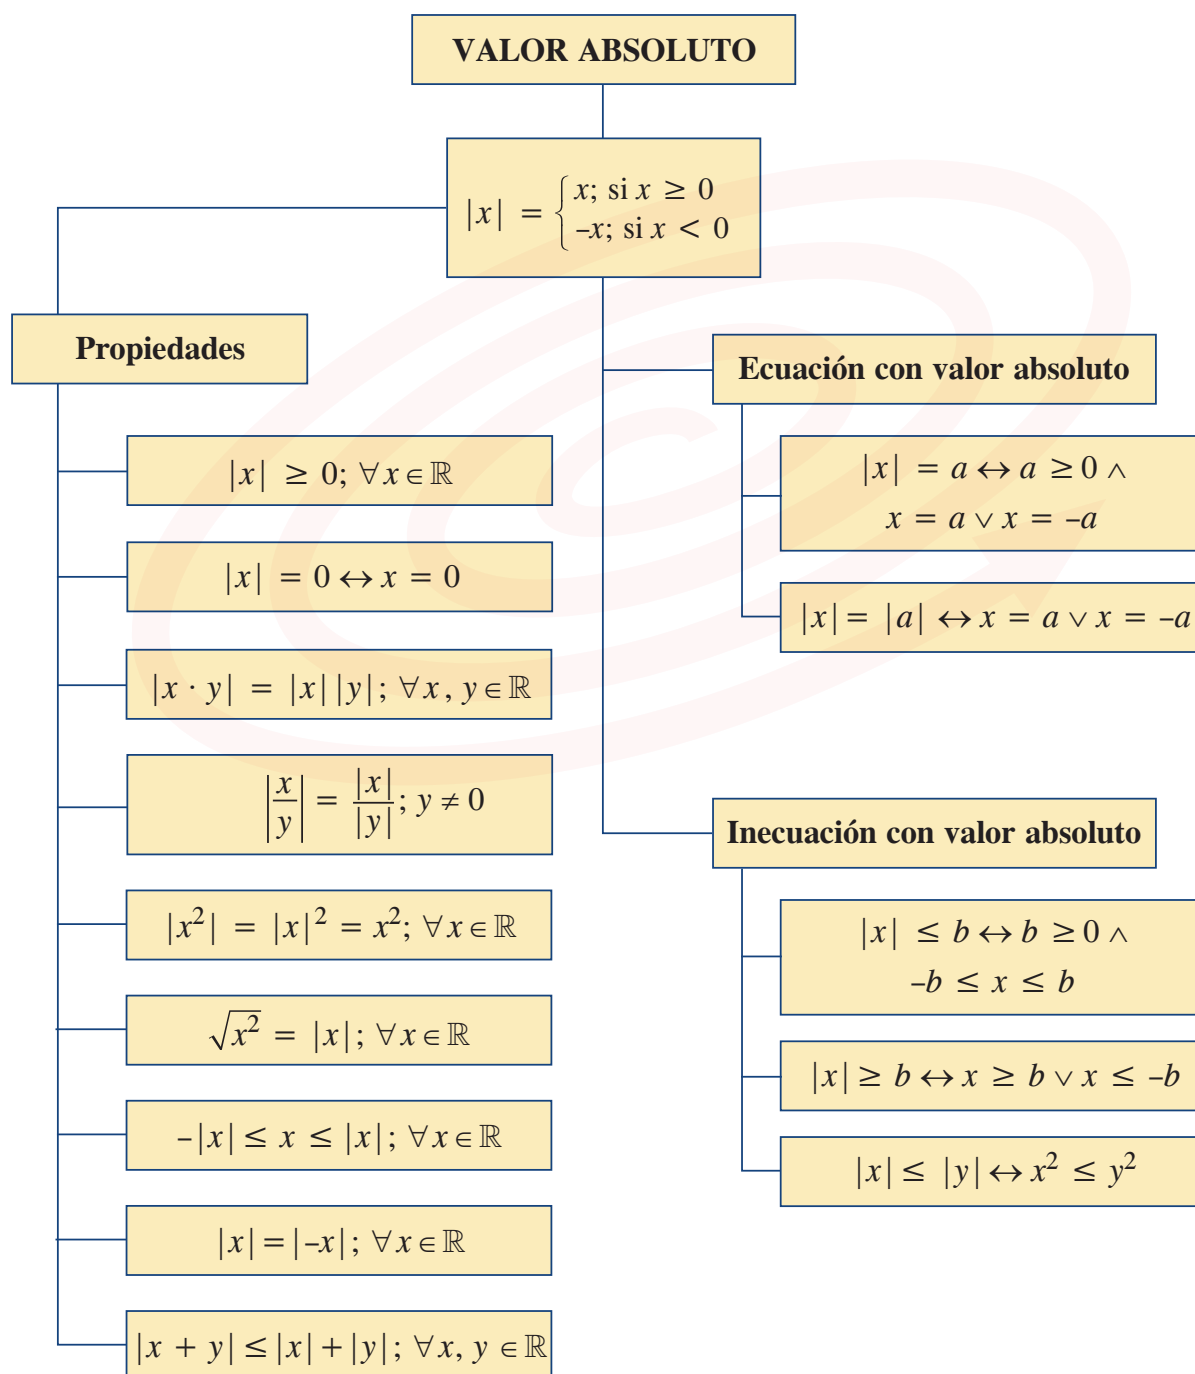 VALOR ABSOLUTO
|x| = { x; si x ≥ 0
–x; si x < 0
Propiedades
|x| ≥ 0; ∀x∈ℝ
|x| = 0 ↔ x = 0
|x · y| = |x| |y|; ∀x, y∈ℝ
|x/y| = |x|/|y|; y ≠ 0
|x²| = |x|² = x²; ∀x∈ℝ
√x² = |x|; ∀x∈ℝ
–|x| ≤ x ≤ |x|; ∀x∈ℝ
|x| = |–x|; ∀x∈ℝ
|x + y| ≤ |x| + |y|; ∀x, y ∈ℝ
Ecuación con valor absoluto
|x| = a ↔ a ≥ 0 ∧
x = a ∨ x = –a
|x| = |a| ↔ x = a ∨ x = –a
Inecuación con valor absoluto
|x| ≤ b ↔ b ≥ 0 ∧
–b ≤ x ≤ b
|x| ≥ b ↔ x ≥ b ∨ x ≤ –b
|x| ≤ |y| ↔ x² ≤ y²